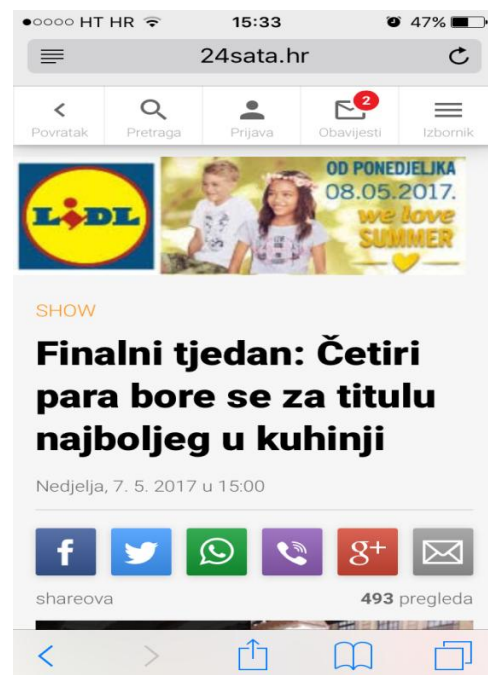 HT HR 15:33 47%
24sata.hr
2
Povratak Pretraga Prijava Obavijesti Izbornik
LIDL
OD PONEDJELJKA
08.05.2017.
we love
SUMMER
SHOW
Finalni tjedan: Četiri
para bore se za titulu
najboljeg u kuhinji
Nedjelja, 7. 5. 2017 u 15:00
f g+
shareova 493 pregleda